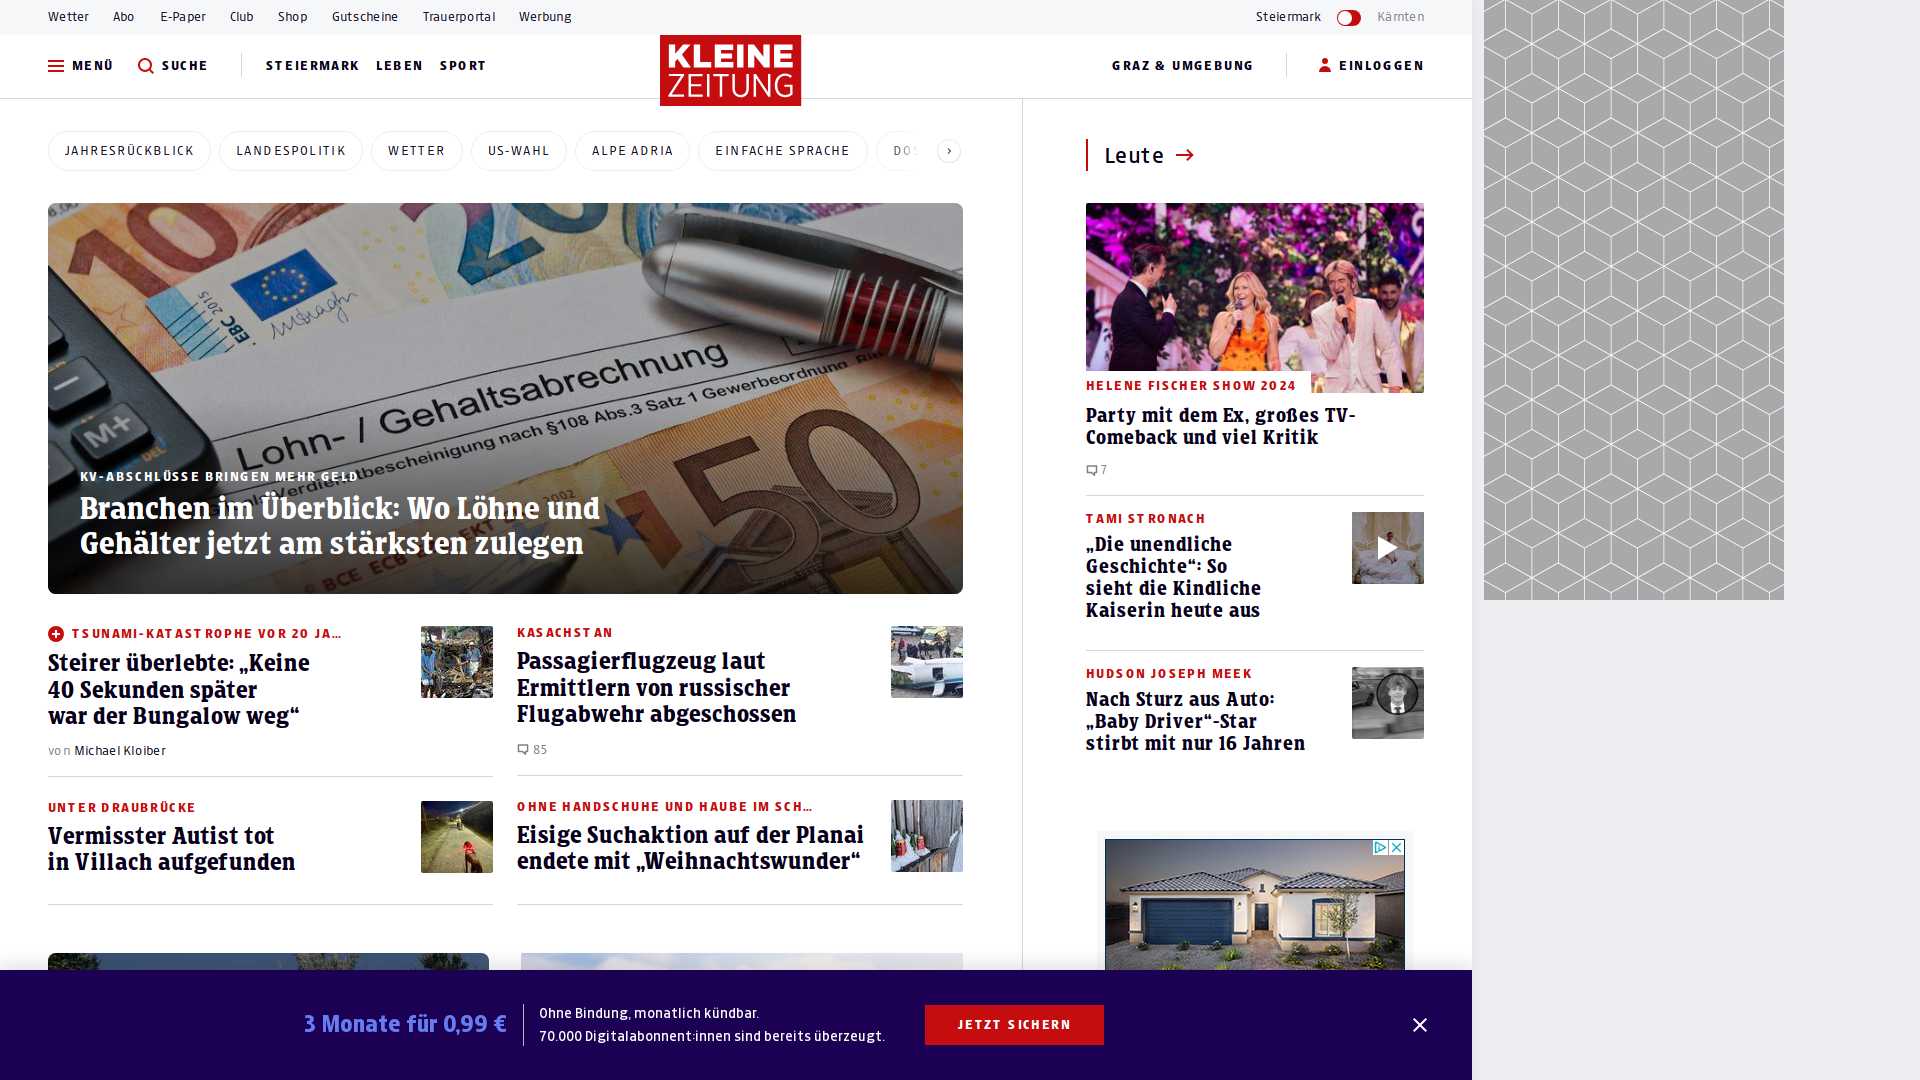 Wetter Abo E-Paper Club Shop Gutscheine Trauerportal Werbung
Steiermark Kärnten
MENÜ SUCHE STEIERMARK LEBEN SPORT
KLEINE
ZEITUNG
GRAZ & UMGEBUNG EINLOGGEN
JAHRESRÜCKBLICK LANDESPOLITIK WETTER US-WAHL ALPE ADRIA EINFACHE SPRACHE
Lohn- / Gehaltsabrechnung
KV-ABSCHLÜSSE BRINGEN MEHR GELD
Branchen im Überblick: Wo Löhne und
Gehälter jetzt am stärksten zulegen
TSUNAMI-KATASTROPHE VOR 20 JA…
Steirer überlebte: „Keine
40 Sekunden später
war der Bungalow weg“
von Michael Kloiber
KASACHSTAN
Passagierflugzeug laut
Ermittlern von russischer
Flugabwehr abgeschossen
85
UNTER DRAUBRÜCKE
Vermisster Autist tot
in Villach aufgefunden
OHNE HANDSCHUHE UND HAUBE IM SCH…
Eisige Suchaktion auf der Planai
endete mit „Weihnachtswunder“
Leute
HELENE FISCHER SHOW 2024
Party mit dem Ex, großes TV-
Comeback und viel Kritik
7
TAMI STRONACH
„Die unendliche
Geschichte“: So
sieht die Kindliche
Kaiserin heute aus
HUDSON JOSEPH MEEK
Nach Sturz aus Auto:
„Baby Driver“-Star
stirbt mit nur 16 Jahren
3 Monate für 0,99 €
Ohne Bindung, monatlich kündbar.
70.000 Digitalabonnent:innen sind bereits überzeugt.
JETZT SICHERN